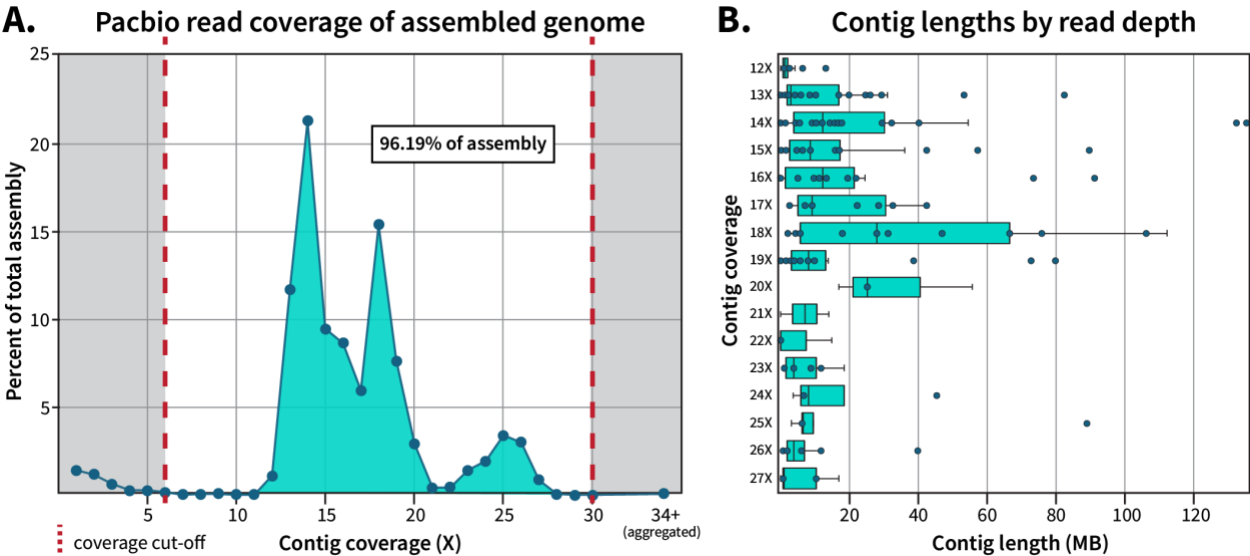 A. Pacbio read coverage of assembled genome
25
20
15
10
5
Percent of total assembly
96.19% of assembly
5
10
15
20
25
30
34+
(aggregated)
coverage cut-off
Contig coverage (X)
B. Contig lengths by read depth
Contig coverage
12X
13X
14X
15X
16X
17X
18X
19X
20X
21X
22X
23X
24X
25X
26X
27X
20
40
60
80
100
120
Contig length (MB)